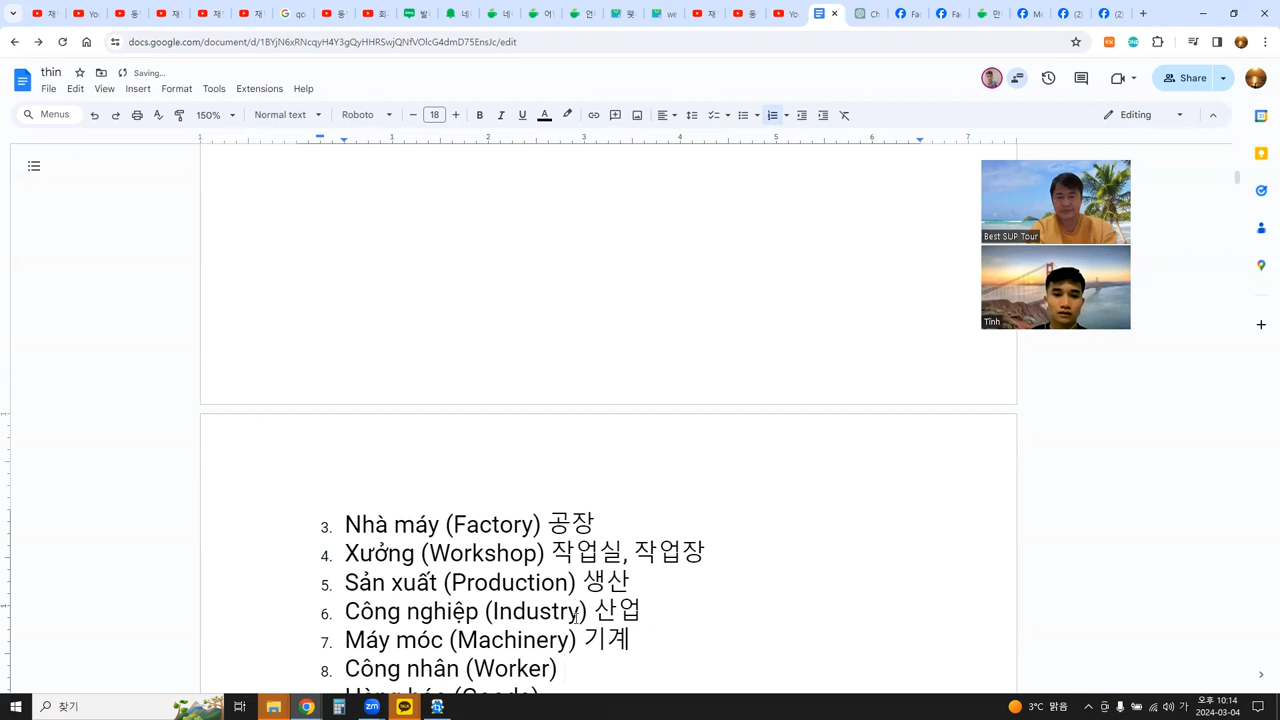 docs.google.com/document/d/1BYjN6xRNcqyH4Y3gQyHHRSwjQNfVOlcG4dmD75EnsJc/edit
thin
Saving...
File Edit View Insert Format Tools Extensions Help
Share
Menus
150%
Normal text
Roboto
18
Editing
Best SUP Tour
Tĩnh
3. Nhà máy (Factory) 공장
4. Xưởng (Workshop) 작업실, 작업장
5. Sản xuất (Production) 생산
6. Công nghiệp (Industry) 산업
7. Máy móc (Machinery) 기계
8. Công nhân (Worker)
찾기
3°C 맑음
오후 10:14
2024-03-04